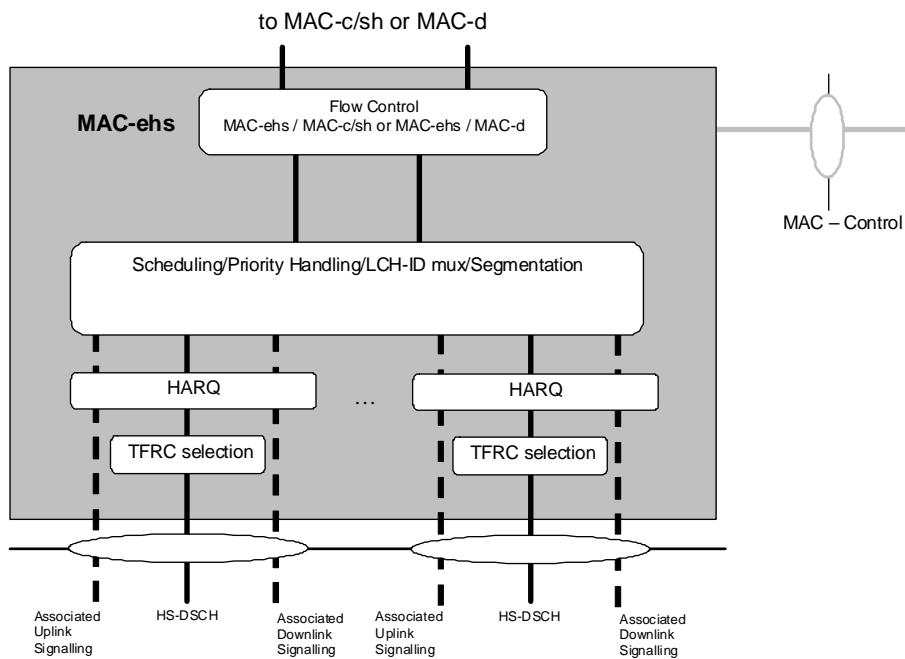 to MAC-c/sh or MAC-d
MAC-ehs
Flow Control
MAC-ehs / MAC-c/sh or MAC-ehs / MAC-d
MAC – Control
Scheduling/Priority Handling/LCH-ID mux/Segmentation
HARQ
...
HARQ
TFRC selection
TFRC selection
Associated
Uplink
Signalling
HS-DSCH
Associated
Downlink
Signalling
Associated
Uplink
Signalling
HS-DSCH
Associated
Downlink
Signalling